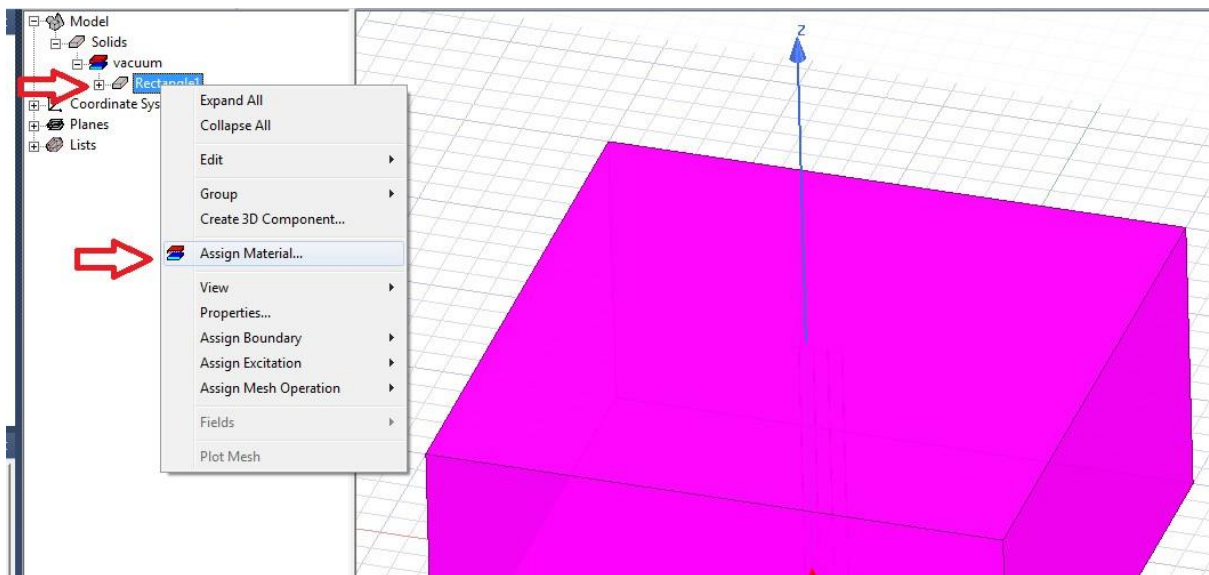 Model
Solids
vacuum
Rectangle1
Coordinate Sys
Planes
Lists
Expand All
Collapse All
Edit
Group
Create 3D Component...
Assign Material...
View
Properties...
Assign Boundary
Assign Excitation
Assign Mesh Operation
Fields
Plot Mesh
Z